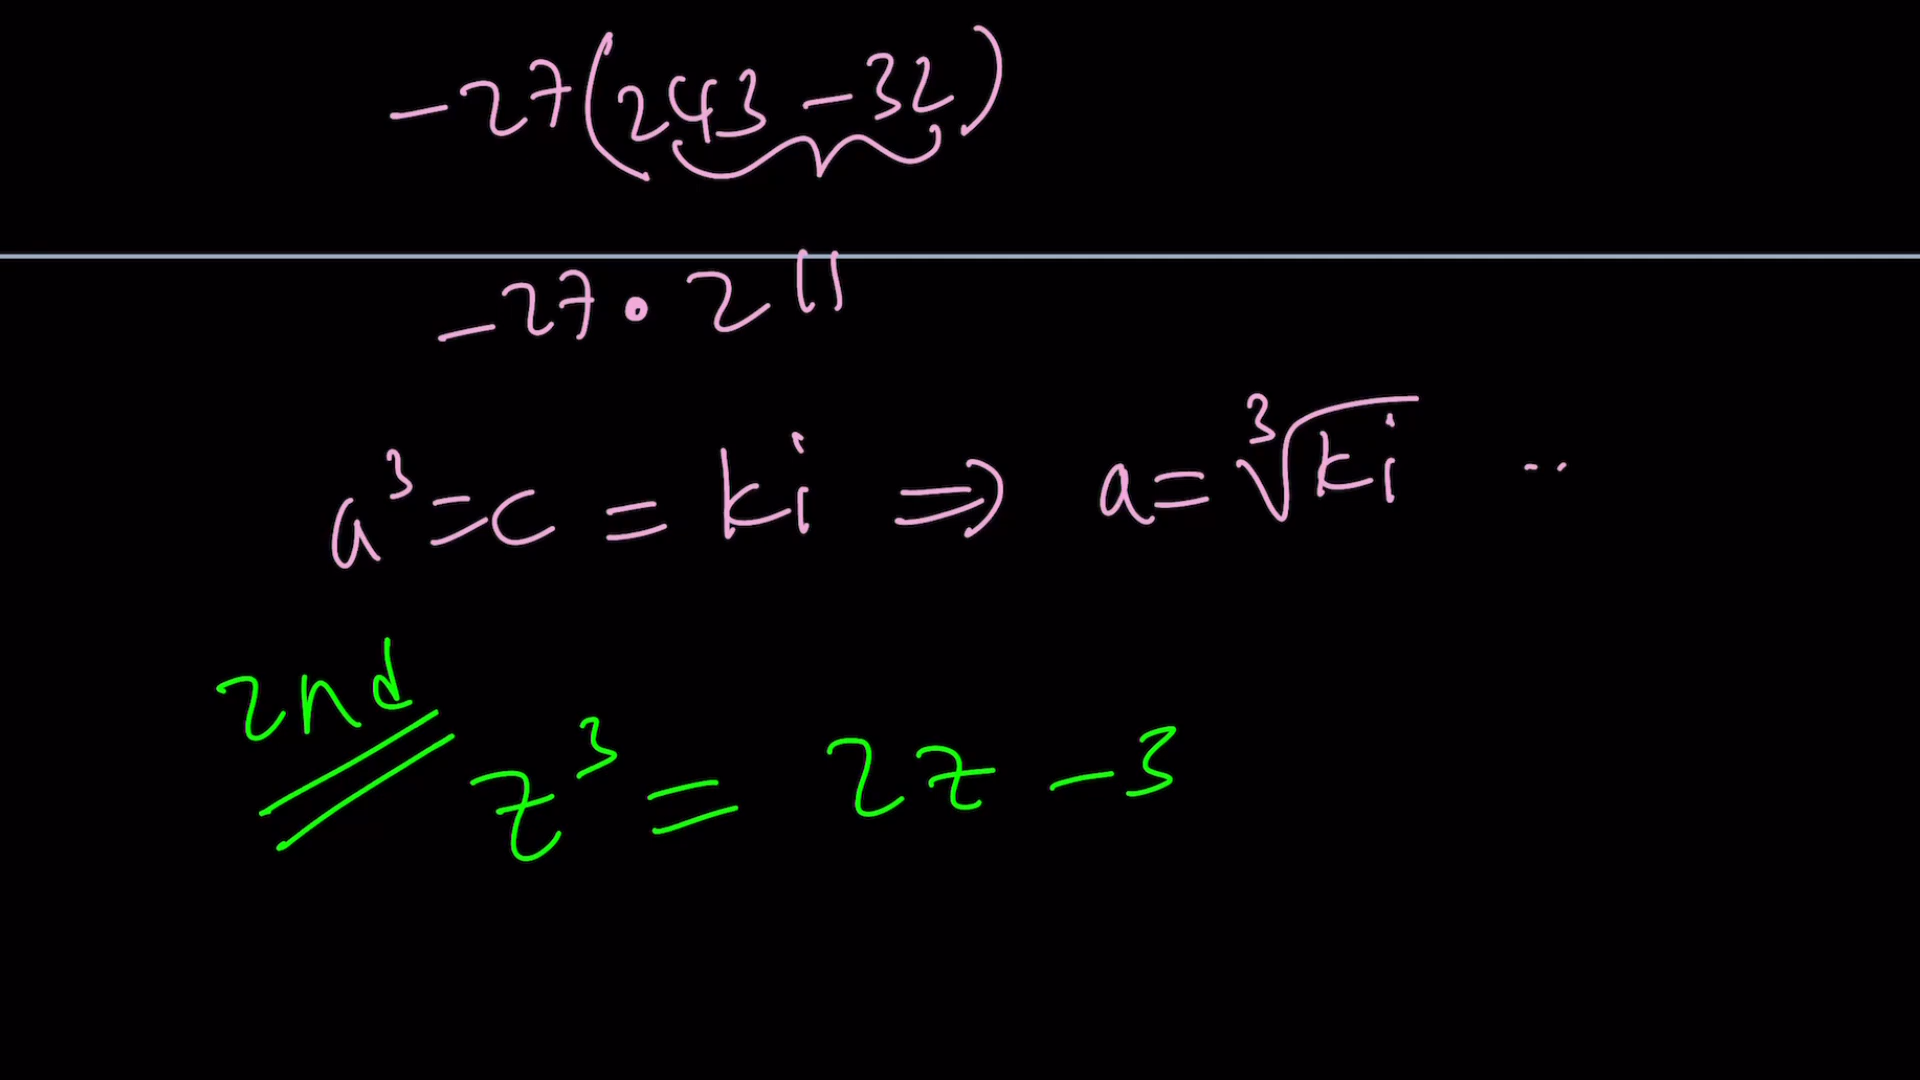 -27(243-32)
-27•211
a³=c=ki ⇒ a=∛ki ..
2nd
z³=2z-3